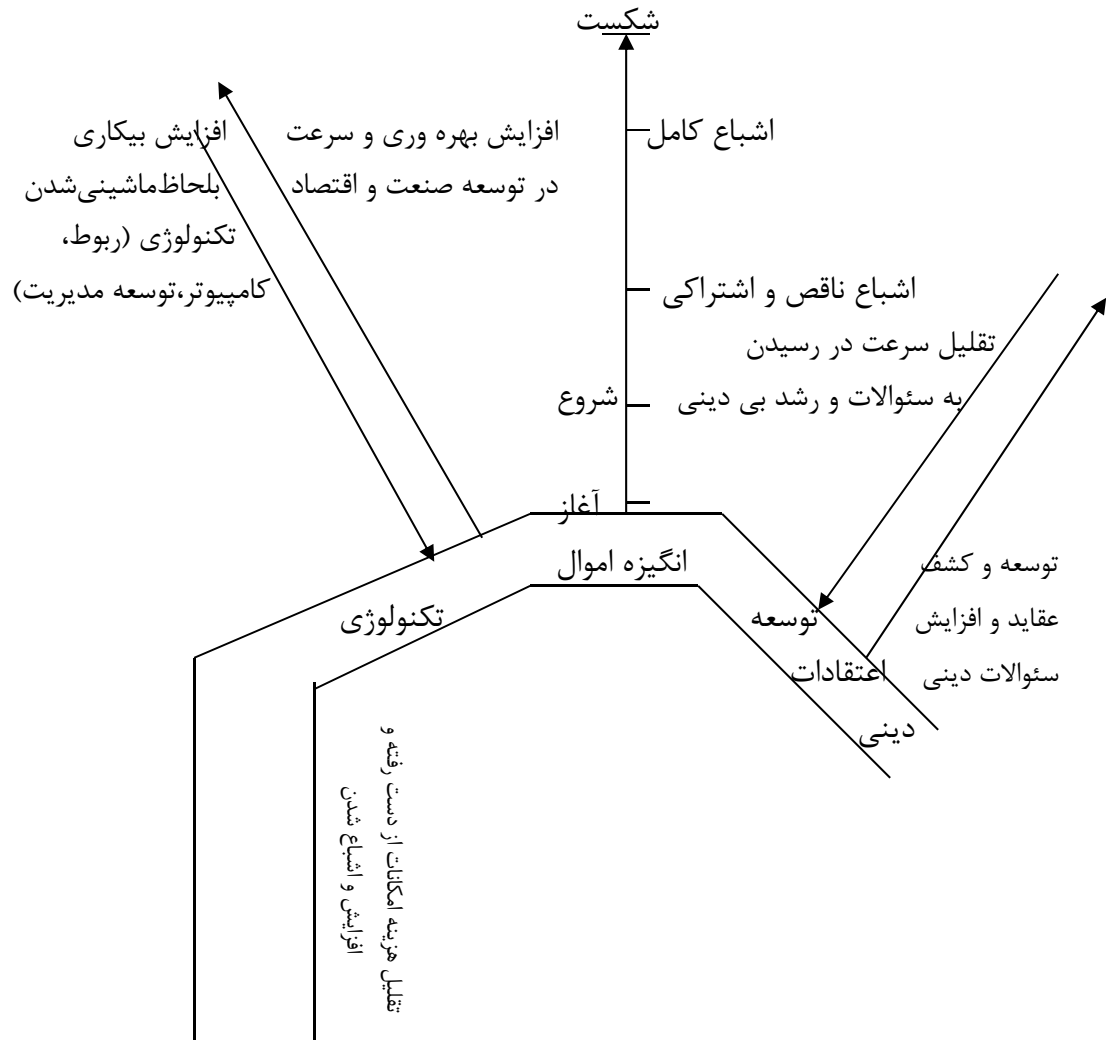 شکست
افزایش بیکاری
بلحاظ‌ماشینی‌شدن
تکنولوژی (ربوط،
کامپیوتر،توسعه مدیریت)
افزایش بهره وری و سرعت
در توسعه صنعت و اقتصاد
اشباع کامل
اشباع ناقص و اشتراکی
تقلیل سرعت در رسیدن
به سئوالات و رشد بی دینی
شروع
آغاز
انگیزه اموال
تکنولوژی
توسعه
اعتقادات
دینی
توسعه و کشف
عقاید و افزایش
سئوالات دینی
تقلیل هزینه امکانات از دست رفته و
افزایش و اشباع شدن